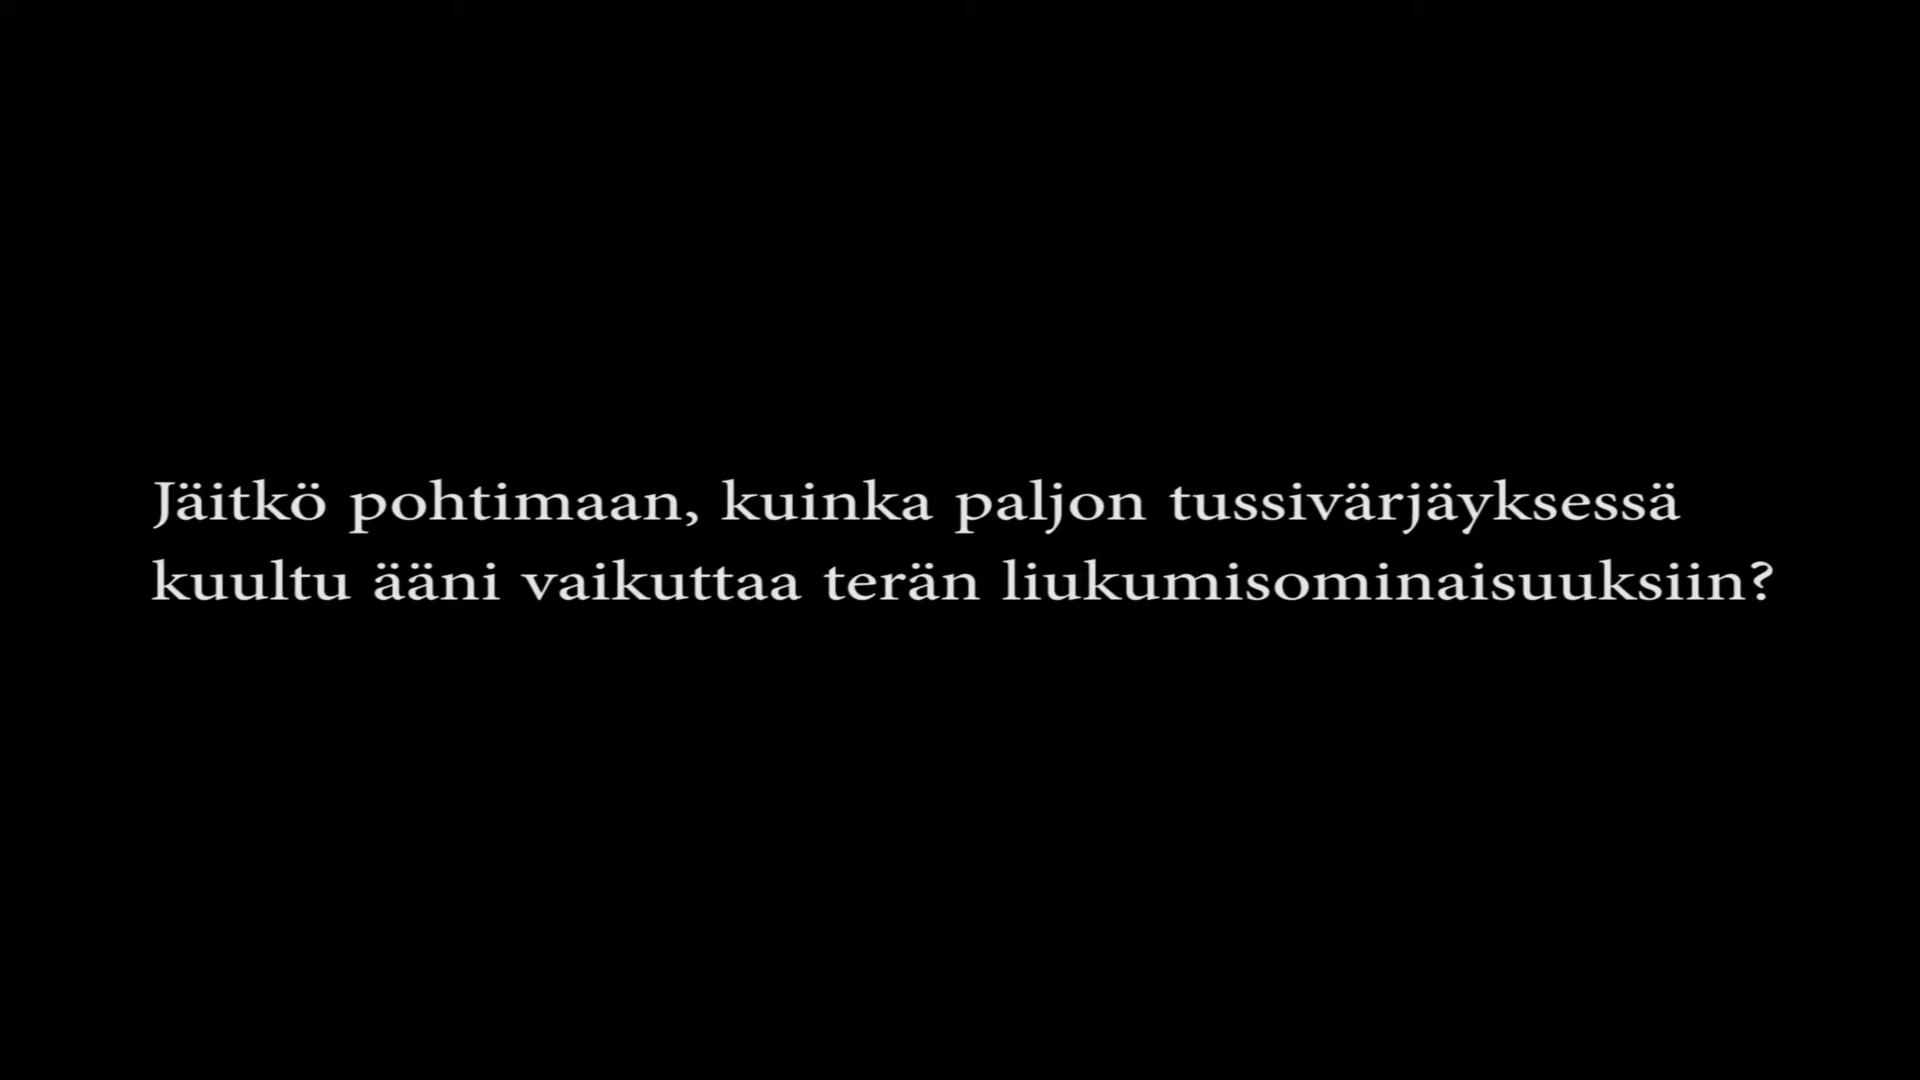 Jäitkö pohtimaan, kuinka paljon tussivärjäyksessä
kuultu ääni vaikuttaa terän liukumisominaisuuksiin?